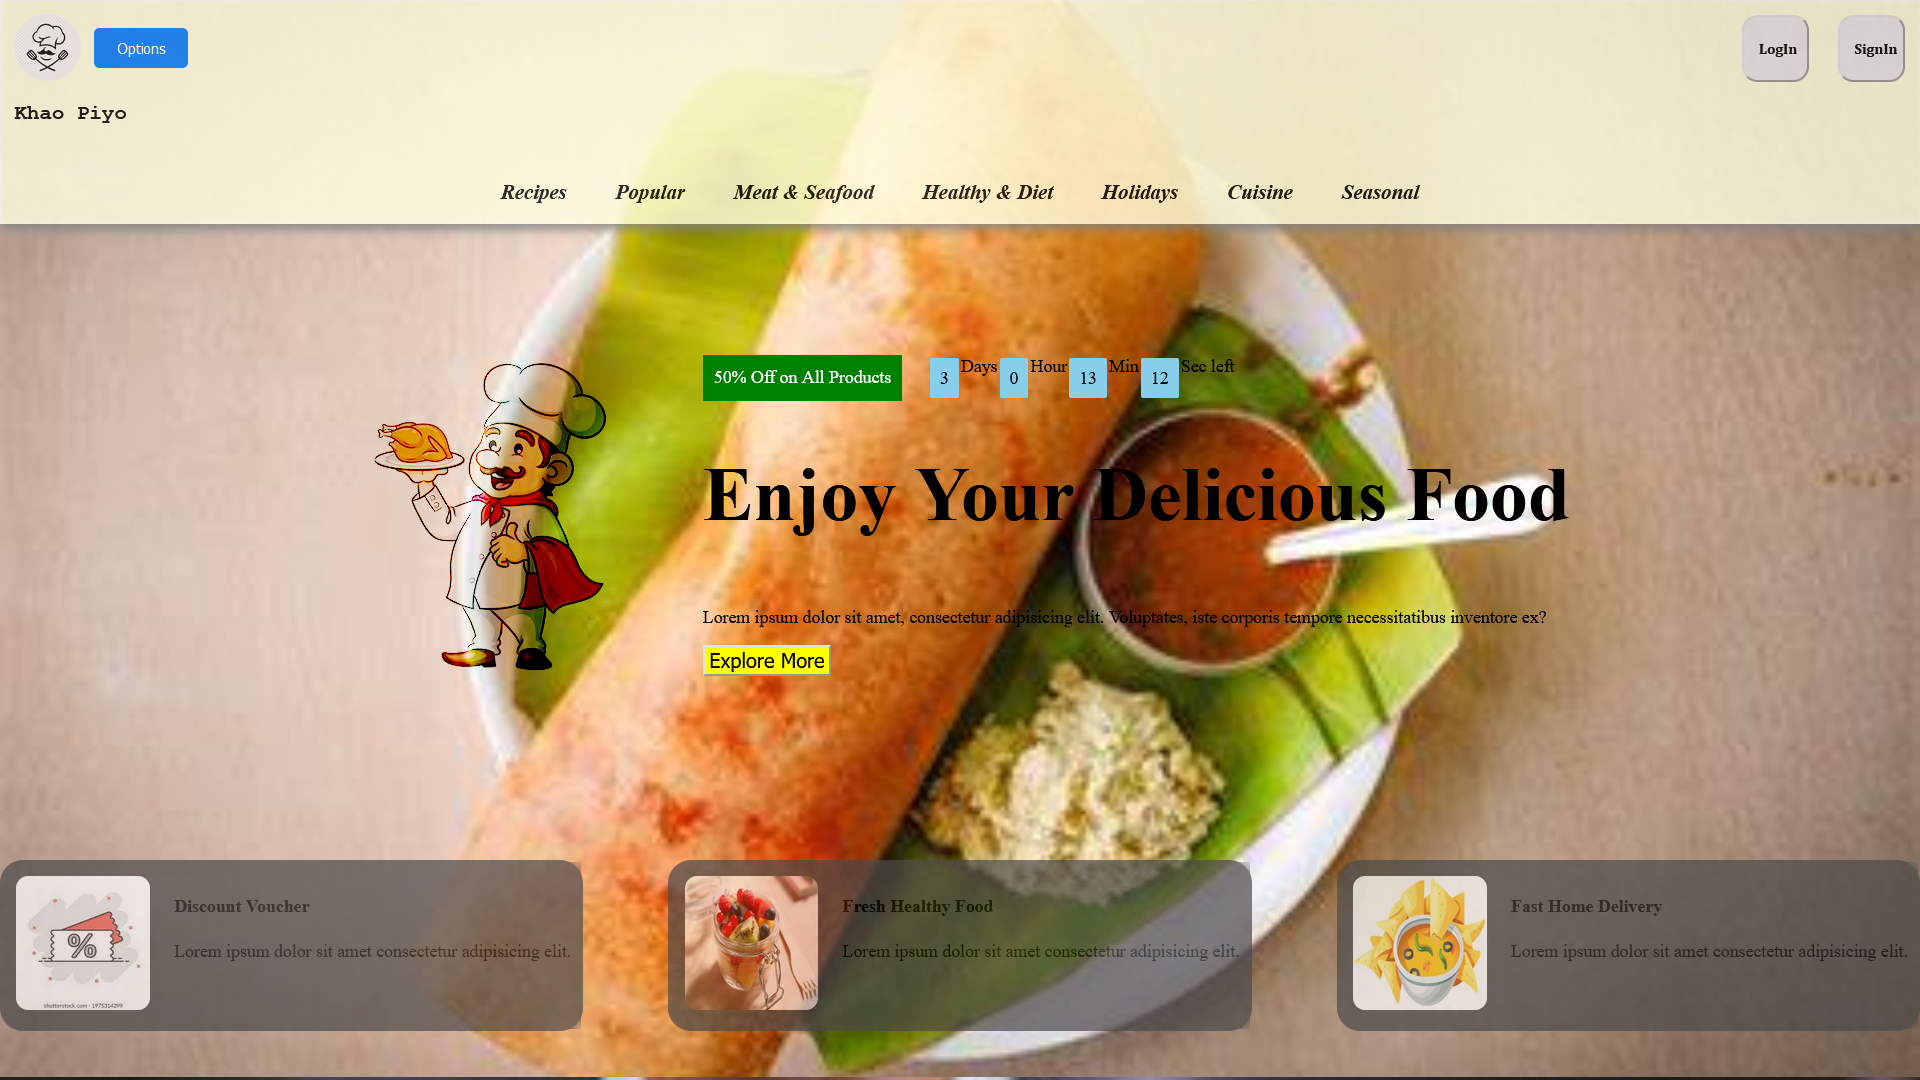 Options
LogIn
SignIn
Khao Piyo
Recipes Popular Meat & Seafood Healthy & Diet Holidays Cuisine Seasonal
50% Off on All Products
3 Days 0 Hour 13 Min 12 Sec left
Enjoy Your Delicious Food
Lorem ipsum dolor sit amet, consectetur adipisicing elit. Voluptates, iste corporis tempore necessitatibus inventore ex?
Explore More
%
shutterstock.com · 1975314299
Discount Voucher
Lorem ipsum dolor sit amet consectetur adipisicing elit.
Fresh Healthy Food
Lorem ipsum dolor sit amet consectetur adipisicing elit.
Fast Home Delivery
Lorem ipsum dolor sit amet consectetur adipisicing elit.